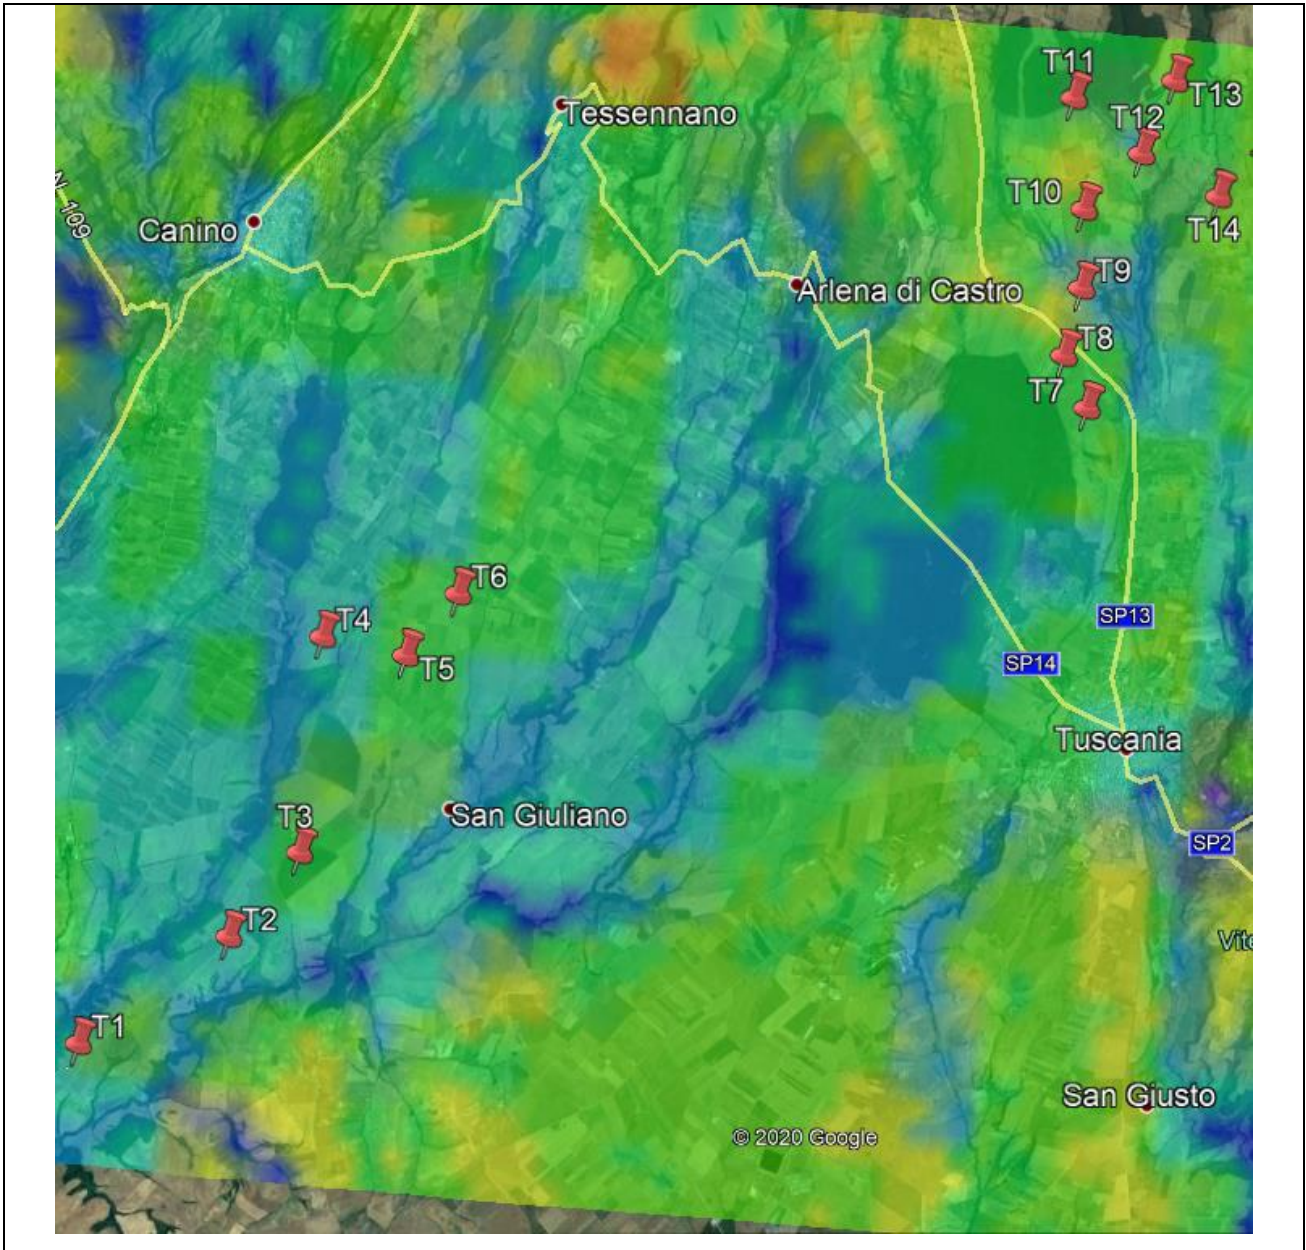 T11
T13
Tessennano
T12
N 109
T10
Canino
T14
T9
Arlena di Castro
T8
T7
T6
T4
SP13
T5
SP14
Tuscania
San Giuliano
T3
SP2
T2
T1
San Giusto
© 2020 Google